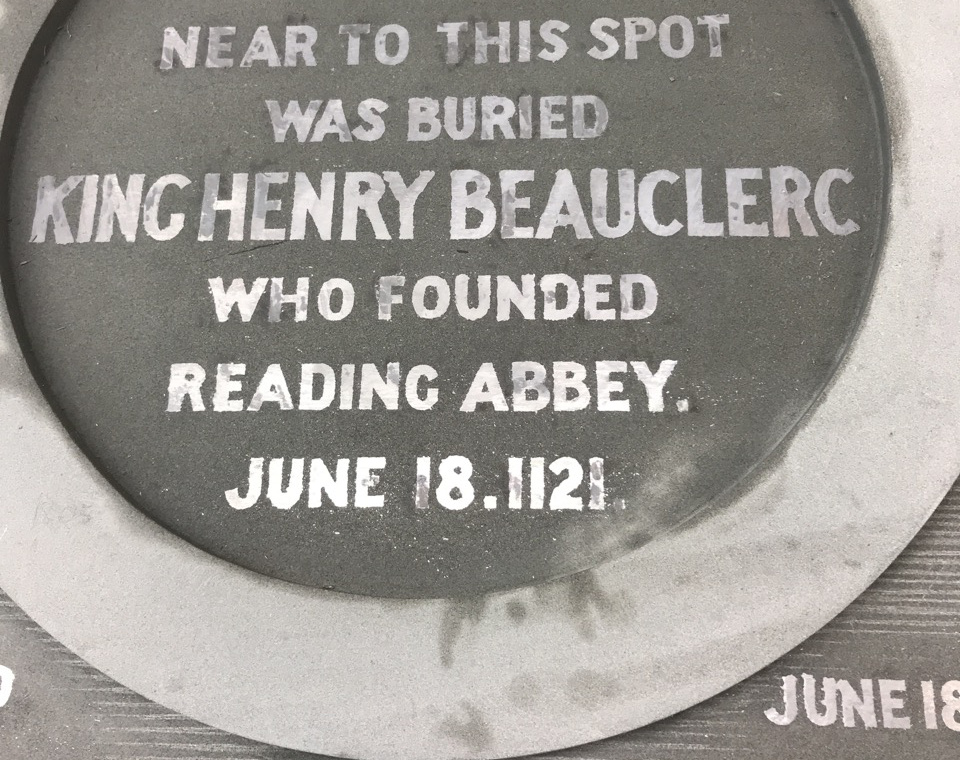 NEAR TO THIS SPOT
WAS BURIED
KING HENRY BEAUCLERC
WHO FOUNDED
READING ABBEY.
JUNE 18.1121.
JUNE 18